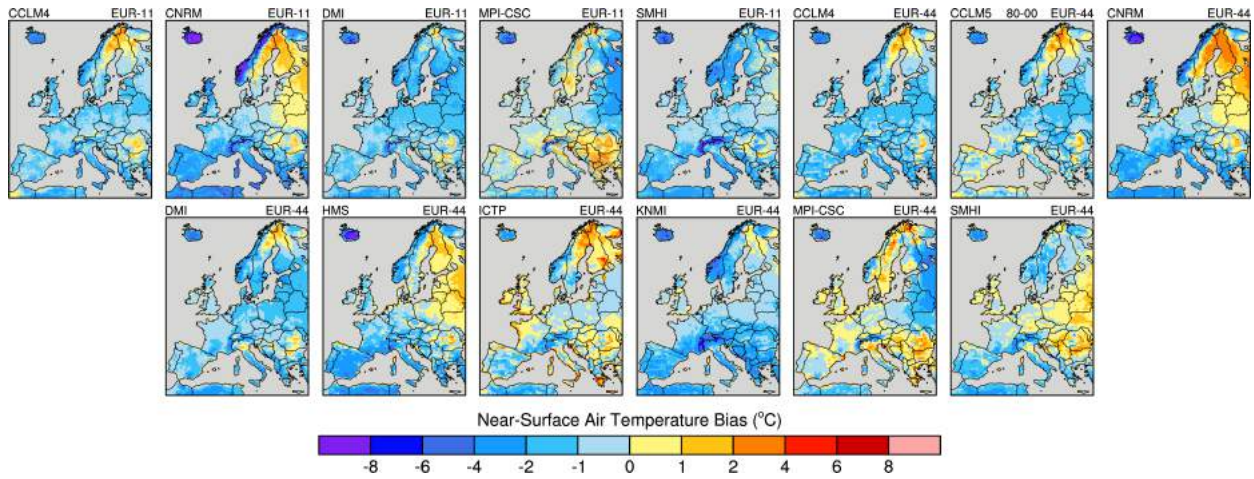 CCLM4 EUR-11 CNRM EUR-11 DMI EUR-11 MPI-CSC EUR-11 SMHI EUR-11 CCLM4 EUR-44 CCLM5 80-00 EUR-44 CNRM EUR-44
DMI EUR-44 HMS EUR-44 ICTP EUR-44 KNMI EUR-44 MPI-CSC EUR-44 SMHI EUR-44
Near-Surface Air Temperature Bias (°C)
-8 -6 -4 -2 -1 0 1 2 4 6 8